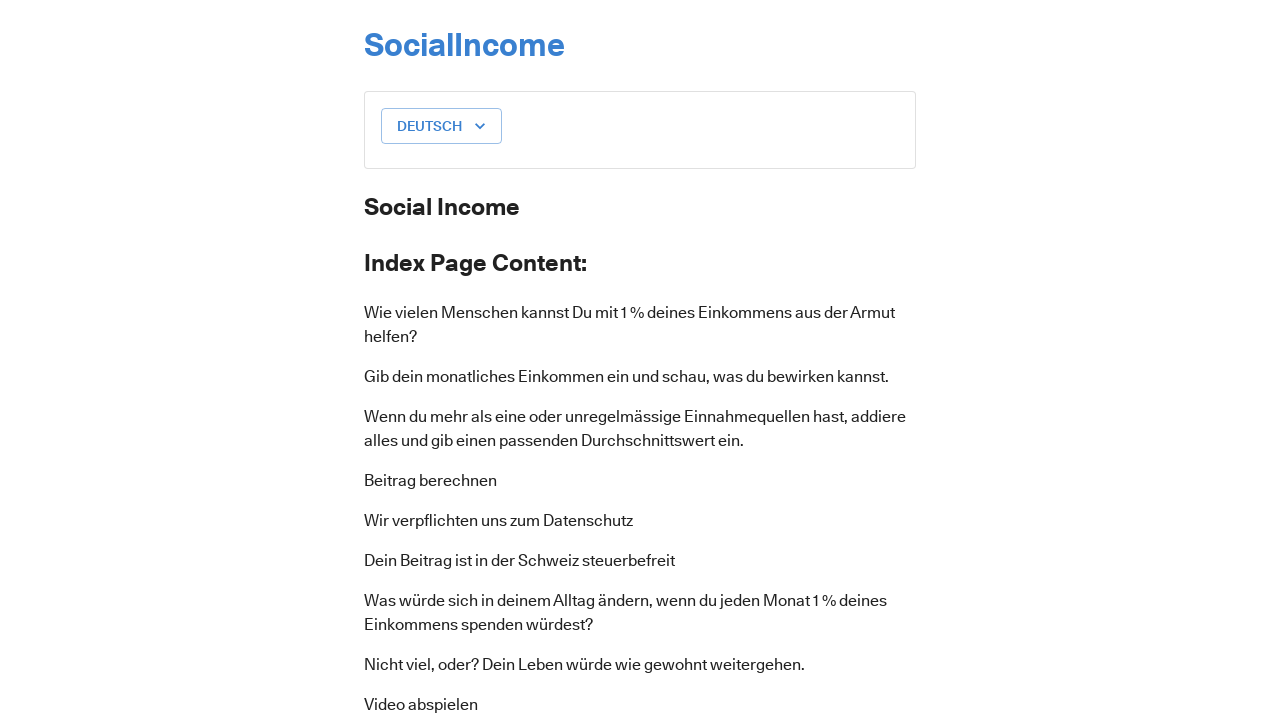 SocialIncome
DEUTSCH
Social Income
Index Page Content:
Wie vielen Menschen kannst Du mit 1 % deines Einkommens aus der Armut
helfen?
Gib dein monatliches Einkommen ein und schau, was du bewirken kannst.
Wenn du mehr als eine oder unregelmässige Einnahmequellen hast, addiere
alles und gib einen passenden Durchschnittswert ein.
Beitrag berechnen
Wir verpflichten uns zum Datenschutz
Dein Beitrag ist in der Schweiz steuerbefreit
Was würde sich in deinem Alltag ändern, wenn du jeden Monat 1 % deines
Einkommens spenden würdest?
Nicht viel, oder? Dein Leben würde wie gewohnt weitergehen.
Video abspielen